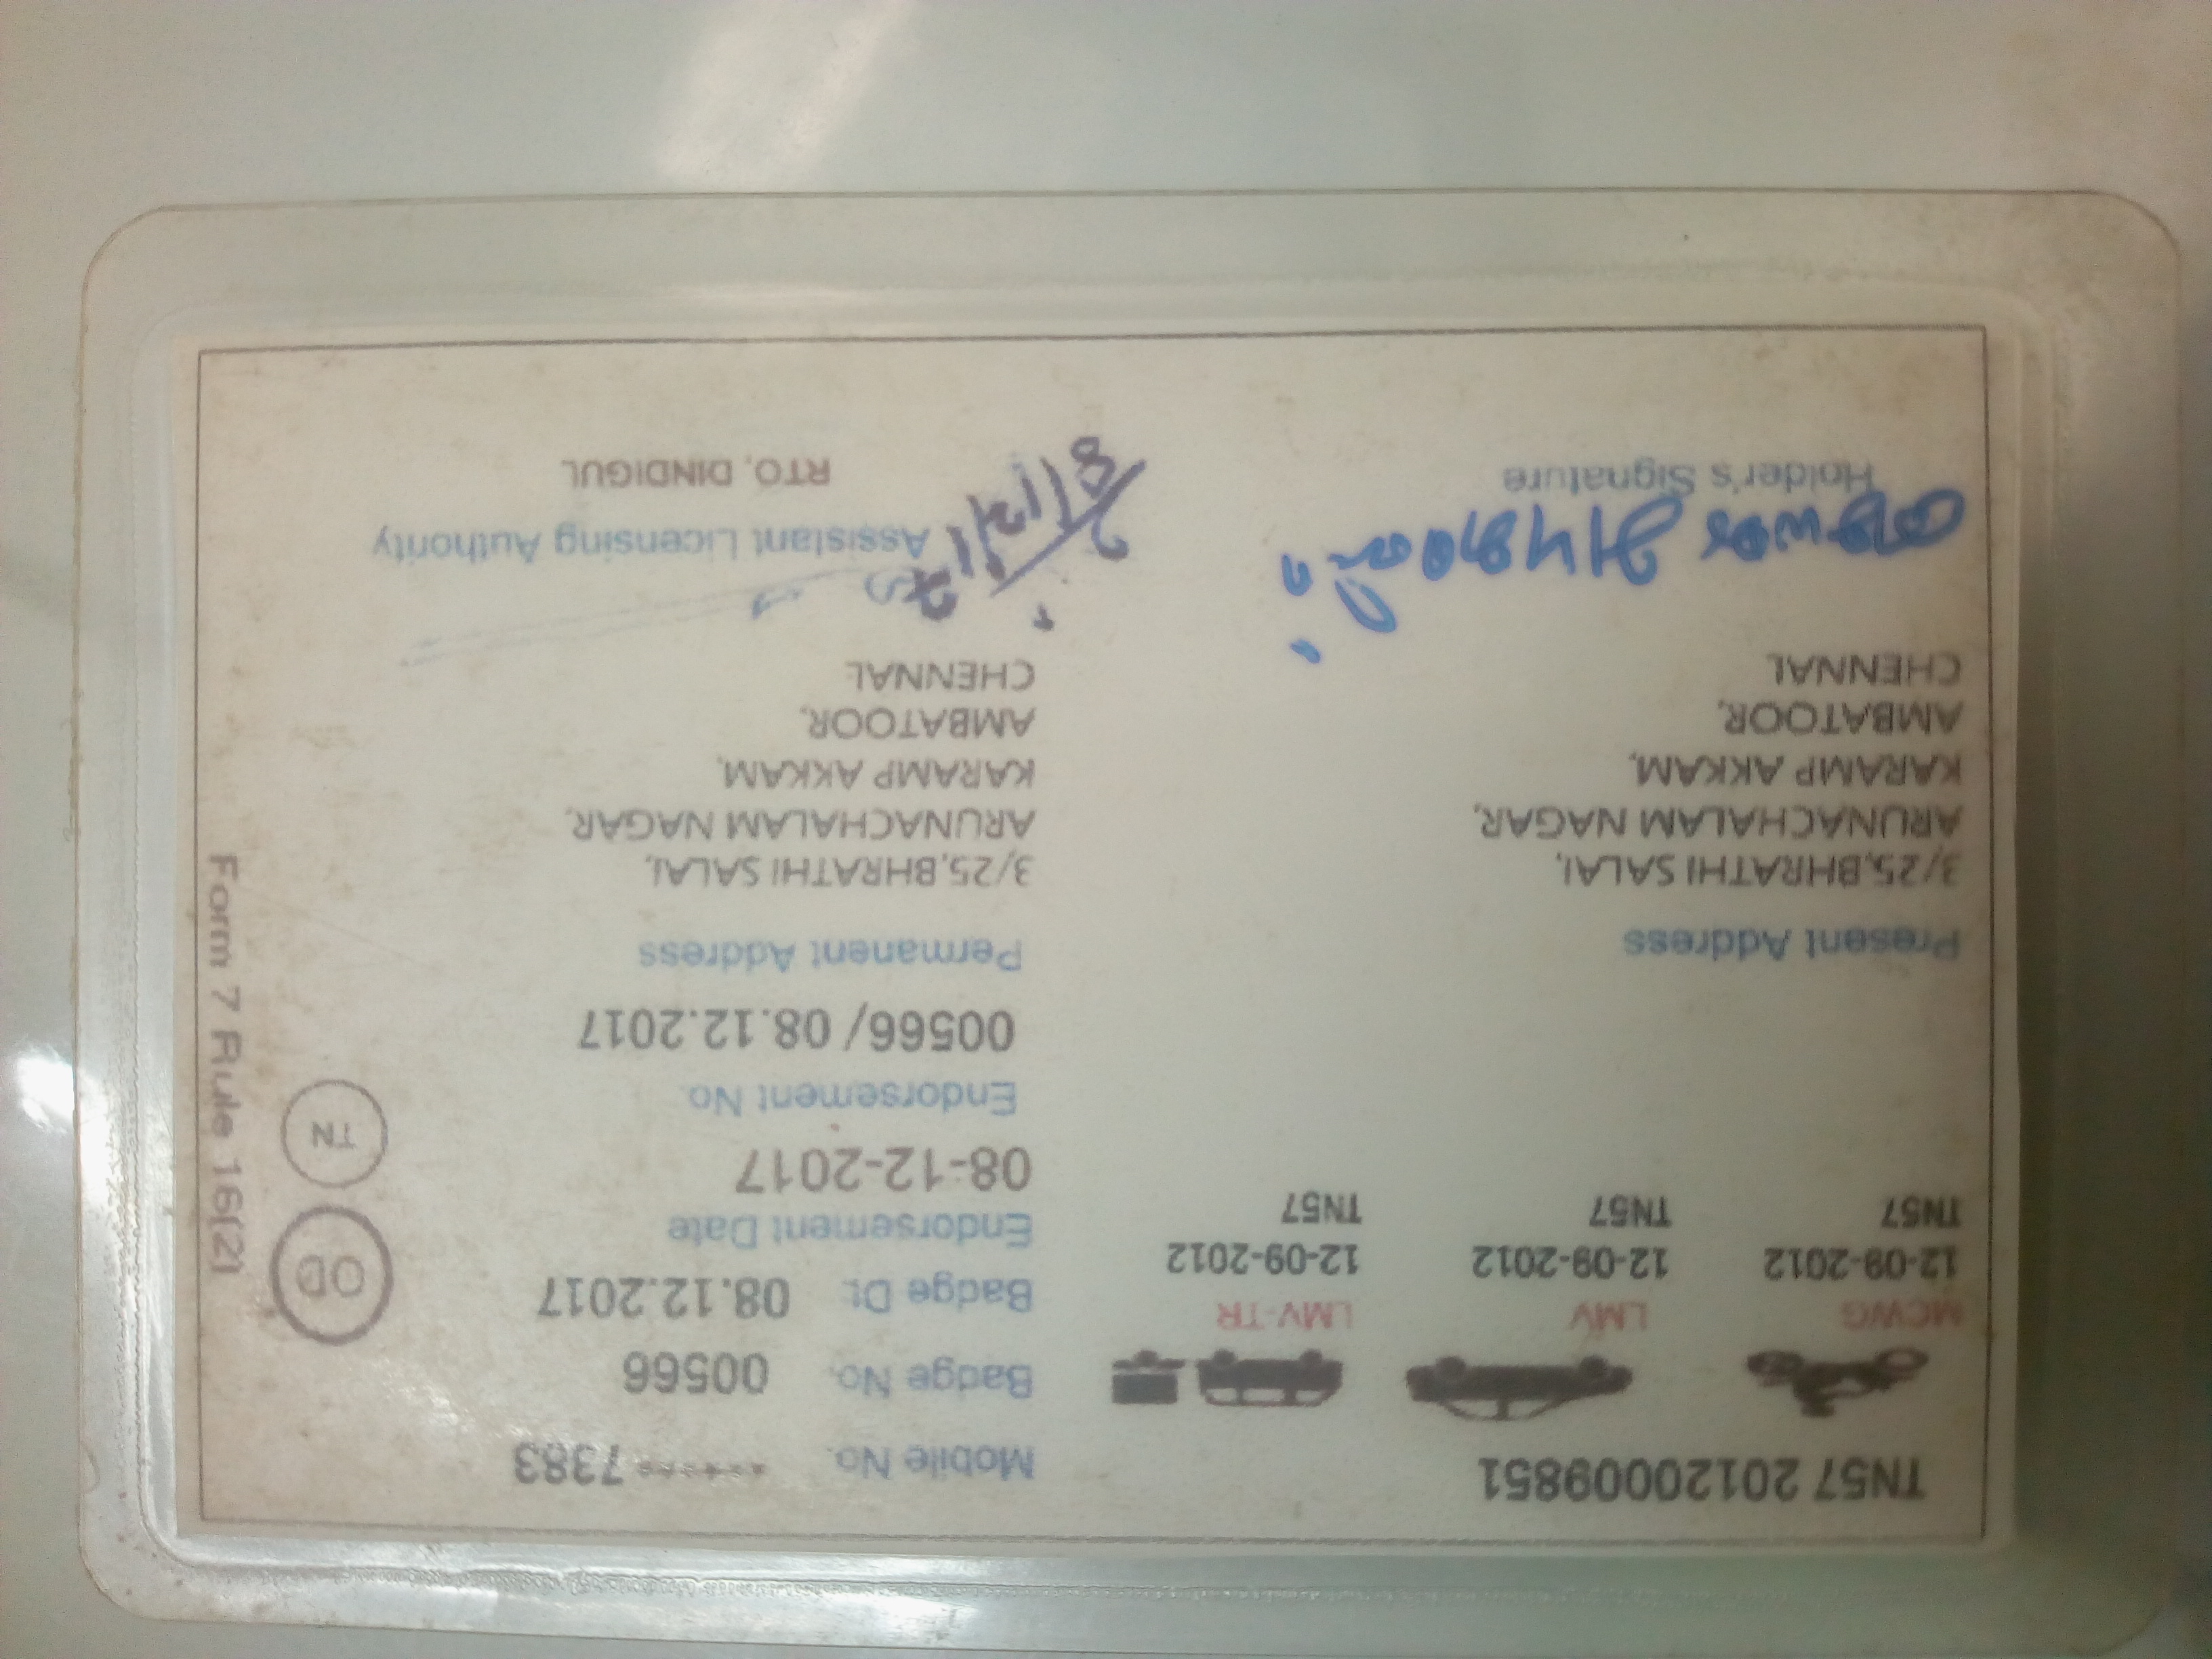 TN57 20120009851
MCWG LMV LMV-TR
12-09-2012 12-09-2012 12-09-2012
TN57 TN57 TN57
Present Address
3/25,BHRATHI SALAI,
ARUNACHALAM NAGAR,
KARAMP AKKAM,
AMBATOOR,
CHENNAL
Holder's Signature
Mobile No. ******7383
Badge No. 00566
Badge Dt. 08.12.2017
Endorsement Date
08-12-2017
Endorsement No.
00566/ 08.12.2017
Permanent Address
3/25,BHRATHI SALAI,
ARUNACHALAM NAGAR,
KARAMP AKKAM,
AMBATOOR,
CHENNAL
8/12/17
Assistant Licensing Authority
RTO, DINDIGUL
OD
TN
Form 7 Rule 16(2)